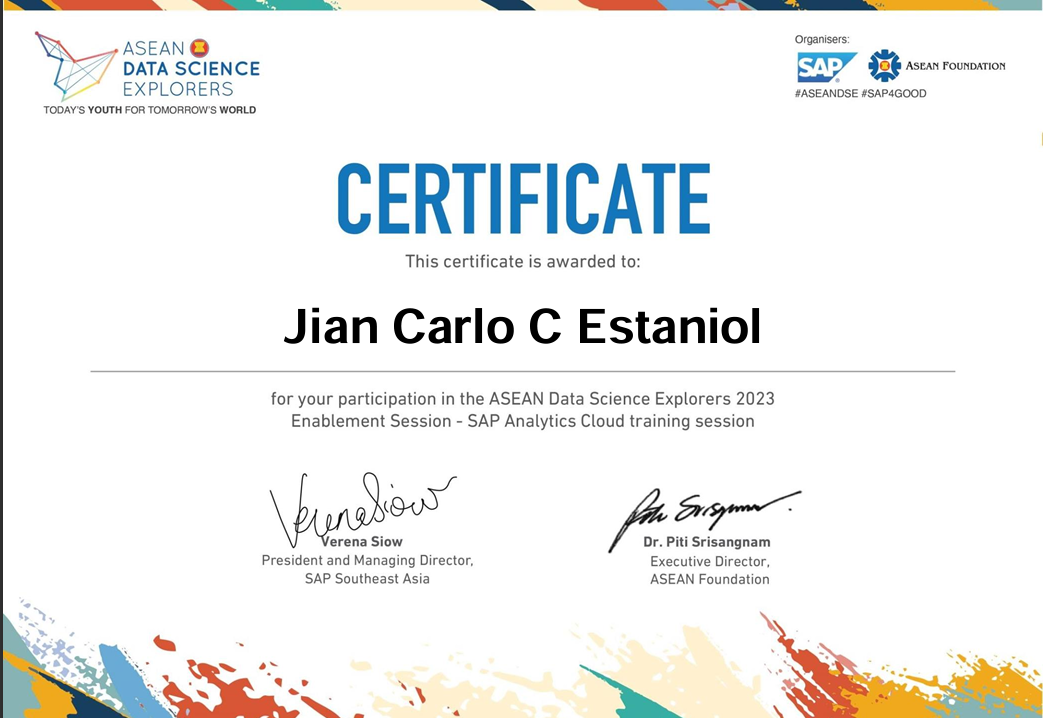 ASEAN
DATA SCIENCE
EXPLORERS
TODAY'S YOUTH FOR TOMORROW'S WORLD
Organisers:
SAP
ASEAN FOUNDATION
#ASEANDSE #SAP4GOOD
CERTIFICATE
This certificate is awarded to:
Jian Carlo C Estaniol
for your participation in the ASEAN Data Science Explorers 2023
Enablement Session - SAP Analytics Cloud training session
Verena Siow
Verena Siow
President and Managing Director,
SAP Southeast Asia
Dr. Piti Srisangnam
Executive Director,
ASEAN Foundation